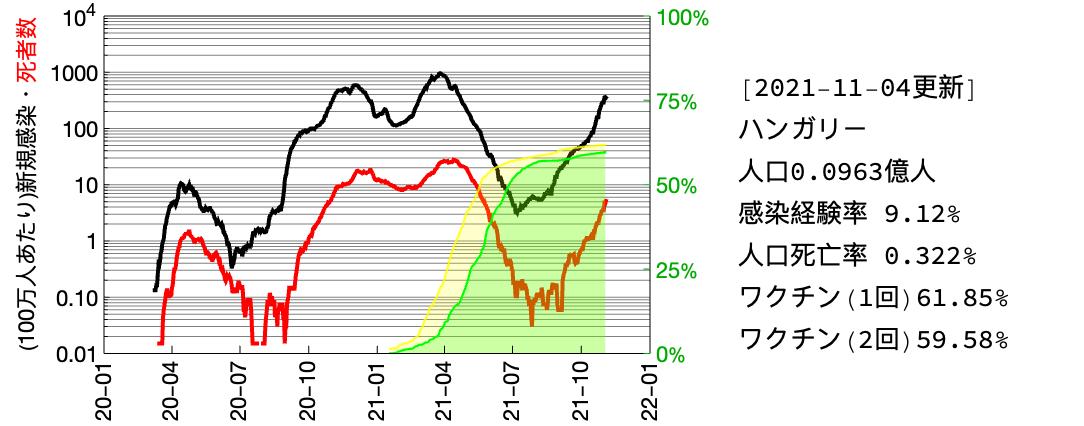 (100万人あたり)新規感染・死者数
10^4
1000
100
10
1
0.10
0.01
100%
75%
50%
25%
0%
20-01
20-04
20-07
20-10
21-01
21-04
21-07
21-10
22-01
[2021-11-04更新]
ハンガリー
人口0.0963億人
感染経験率 9.12%
人口死亡率 0.322%
ワクチン(1回)61.85%
ワクチン(2回)59.58%